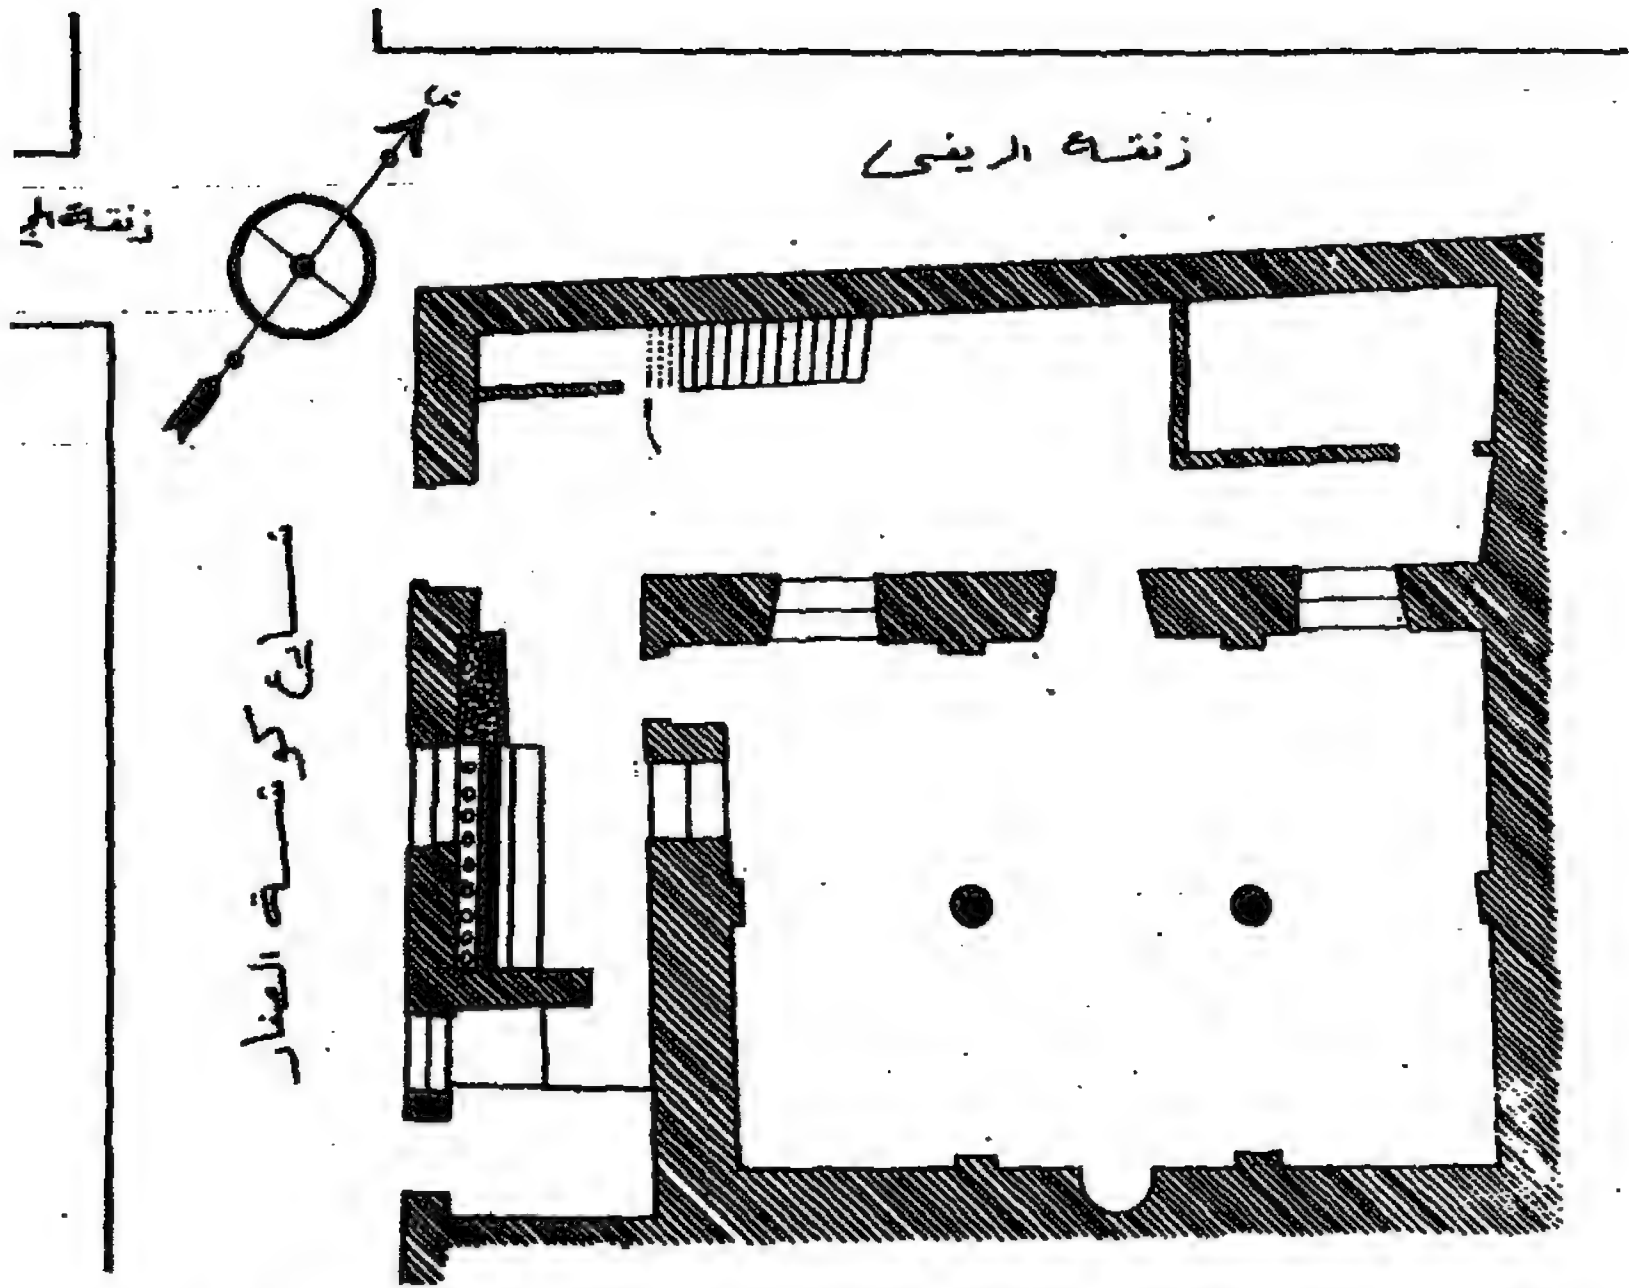 زنقة الريفى
زنقة
شارع كوشة الصفار